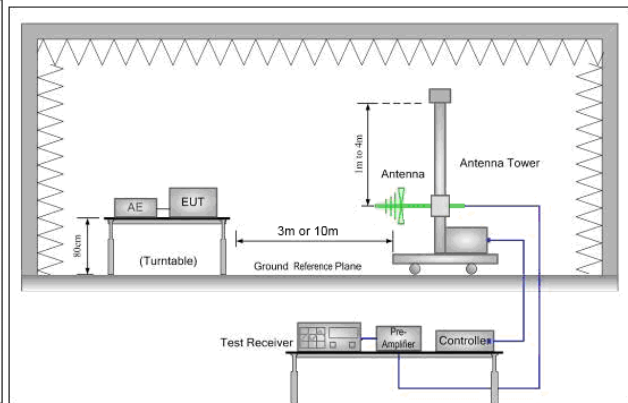 1m to 4m
Antenna
Antenna Tower
AE
EUT
3m or 10m
80cm
(Turntable)
Ground Reference Plane
Test Receiver
Pre-
Amplifier
Controlle